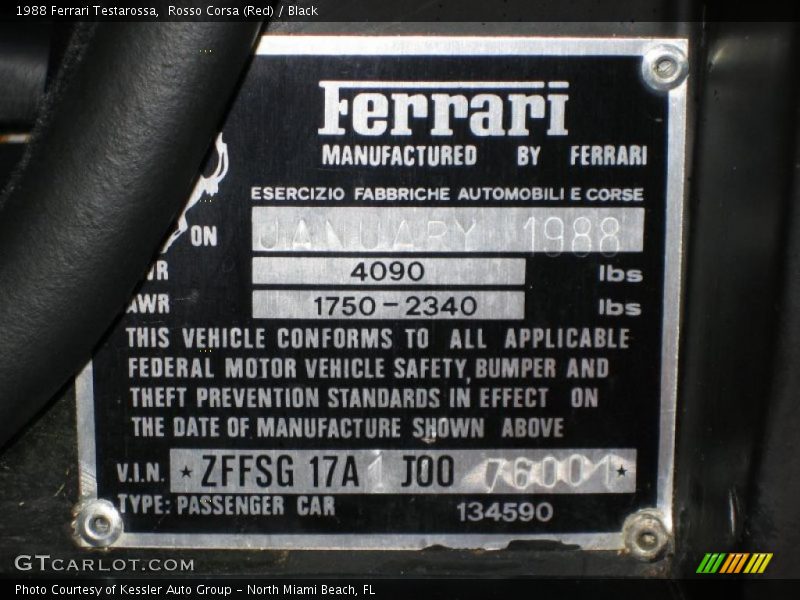 1988 Ferrari Testarossa, Rosso Corsa (Red) / Black
Ferrari
MANUFACTURED BY FERRARI
ESERCIZIO FABBRICHE AUTOMOBILI E CORSE
ON JANUARY 1988
4090 lbs
1750-2340 lbs
THIS VEHICLE CONFORMS TO ALL APPLICABLE
FEDERAL MOTOR VEHICLE SAFETY, BUMPER AND
THEFT PREVENTION STANDARDS IN EFFECT ON
THE DATE OF MANUFACTURE SHOWN ABOVE
V.I.N. ★ ZFFSG 17A 1 J00 76001 ★
TYPE: PASSENGER CAR 134590
GTCARLOT.COM
Photo Courtesy of Kessler Auto Group - North Miami Beach, FL